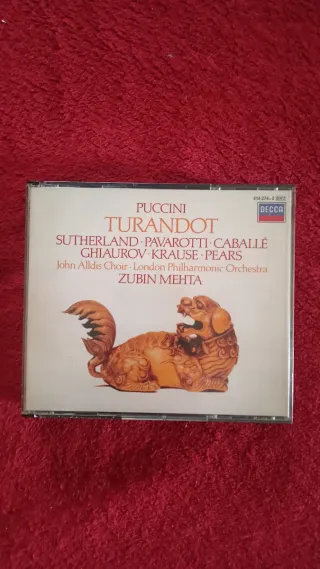 PUCCINI
TURANDOT
SUTHERLAND · PAVAROTTI · CABALLÉ
GHIAUROV · KRAUSE · PEARS
John Alldis Choir · London Philharmonic Orchestra
ZUBIN MEHTA
DECCA